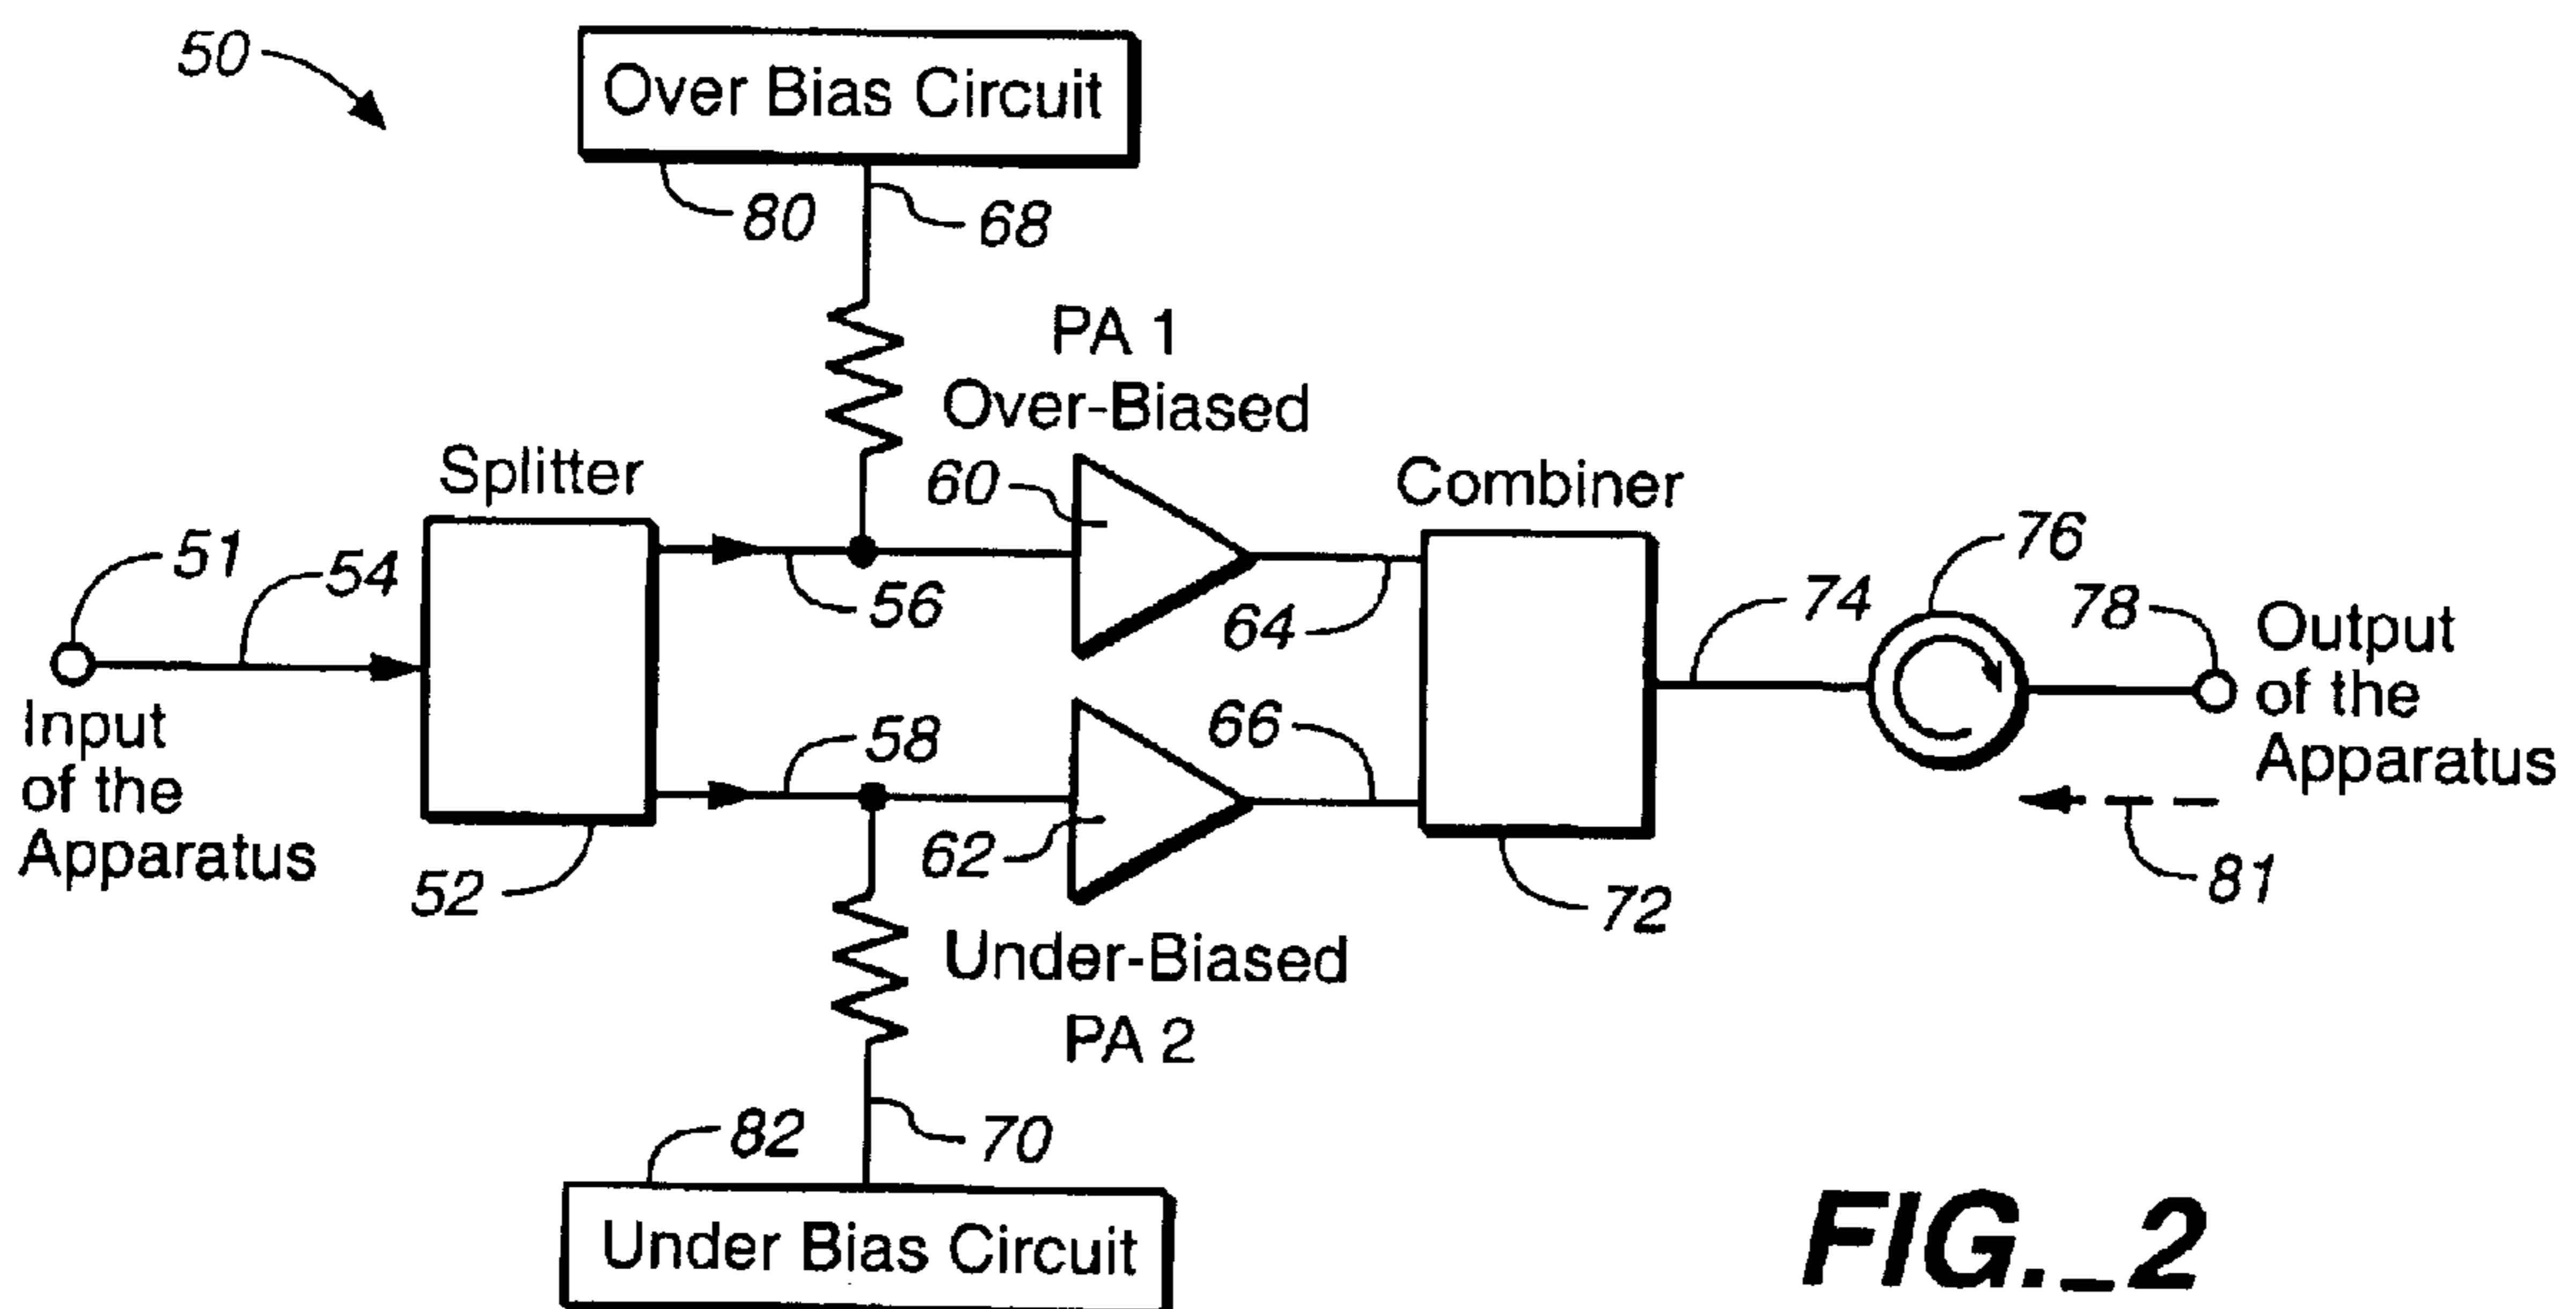 50
Over Bias Circuit
80
68
PA 1
Over-Biased
Splitter
60
Combiner
51
54
56
64
76
74
78
Output
of the
Apparatus
Input
of the
Apparatus
58
66
52
62
72
81
Under-Biased
PA 2
82
70
Under Bias Circuit
FIG._2